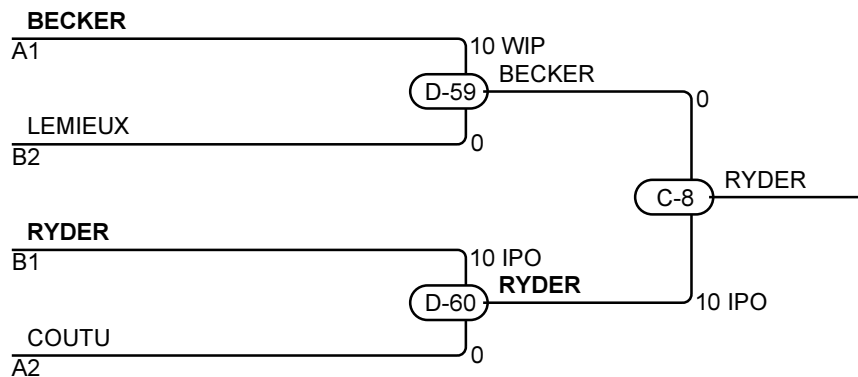 BECKER
A1
10 WIP
BECKER
D-59
0
LEMIEUX
B2
0
RYDER
C-8
RYDER
B1
10 IPO
RYDER
D-60
10 IPO
COUTU
A2
0